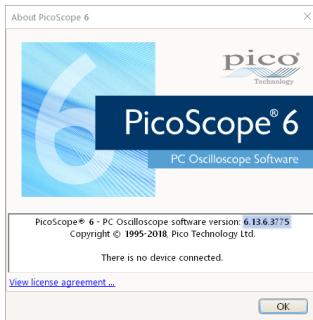 About PicoScope 6
pico
Technology
6
PicoScope® 6
PC Oscilloscope Software
PicoScope® 6 - PC Oscilloscope software version: 6.13.6.3775
Copyright © 1995-2018, Pico Technology Ltd.
There is no device connected.
View license agreement ...
OK